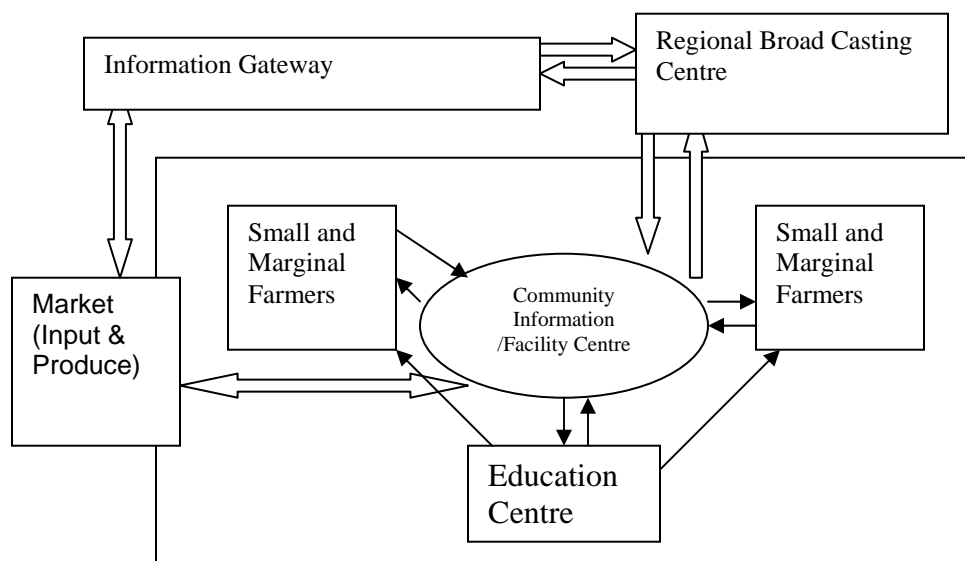 Information Gateway
Regional Broad Casting
Centre
Small and
Marginal
Farmers
Community
Information
/Facility Centre
Small and
Marginal
Farmers
Market
(Input &
Produce)
Education
Centre